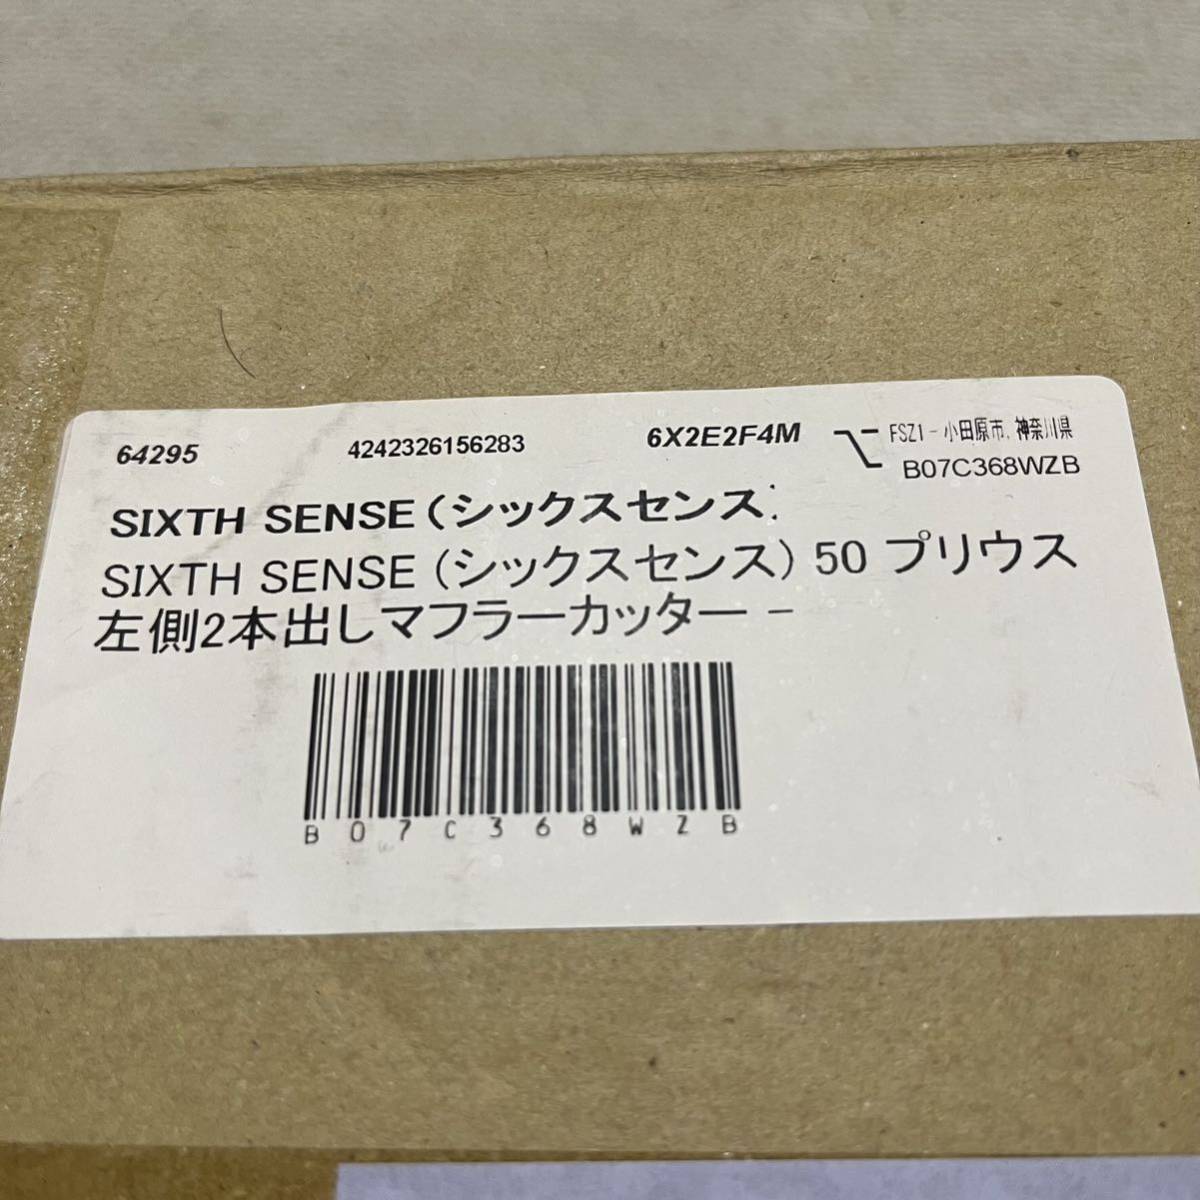 64295 4242326156283 6X2E2F4M FSZ1 - 小田原市, 神奈川県
B07C368WZB
SIXTH SENSE (シックスセンス
SIXTH SENSE (シックスセンス) 50 プリウス
左側2本出しマフラーカッター -
B07C368WZB